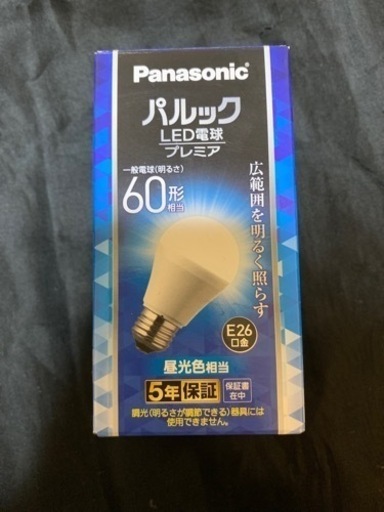 Panasonic
パルック
LED電球
プレミア
一般電球(明るさ)
60形
相当
広範囲を明るく照らす
E26
口金
昼光色相当
5年保証
保証書
在中
調光(明るさが調節できる)器具には
使用できません。